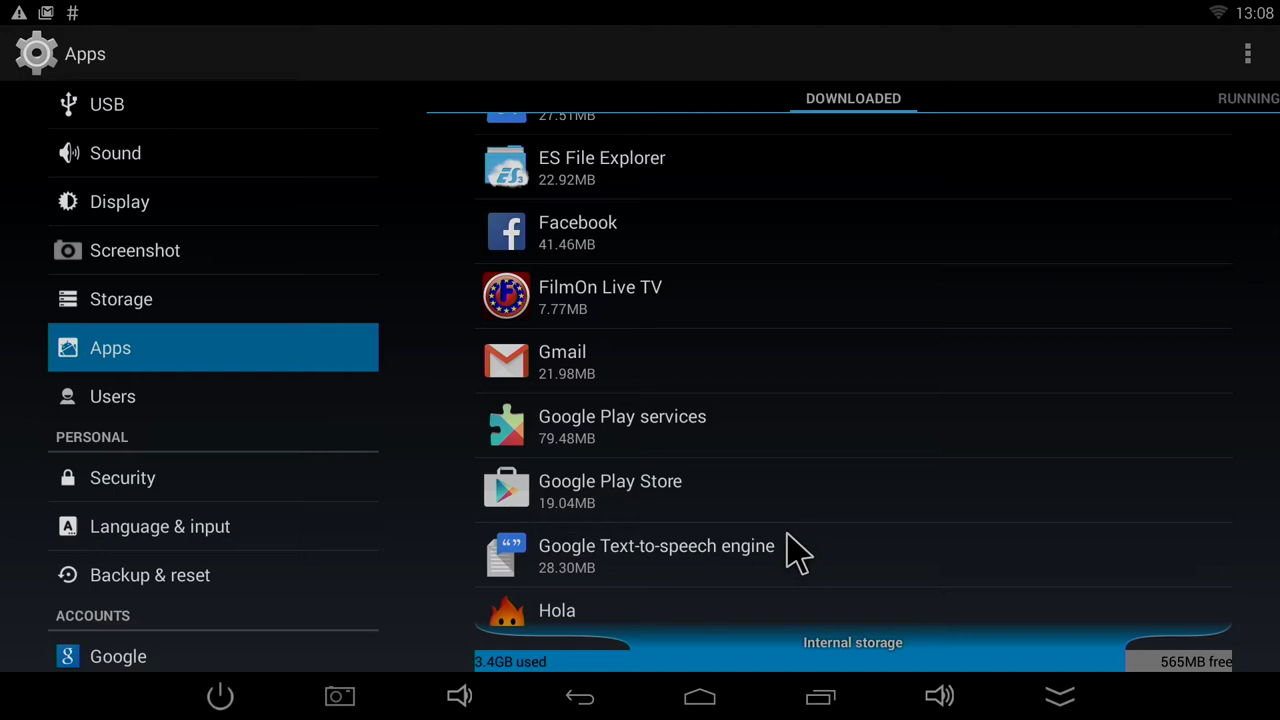 13:08
Apps
USB
Sound
Display
Screenshot
Storage
Apps
Users
PERSONAL
Security
Language & input
Backup & reset
ACCOUNTS
Google
DOWNLOADED
RUNNING
27.51MB
ES File Explorer
22.92MB
Facebook
41.46MB
FilmOn Live TV
7.77MB
Gmail
21.98MB
Google Play services
79.48MB
Google Play Store
19.04MB
Google Text-to-speech engine
28.30MB
Hola
Internal storage
3.4GB used
565MB free